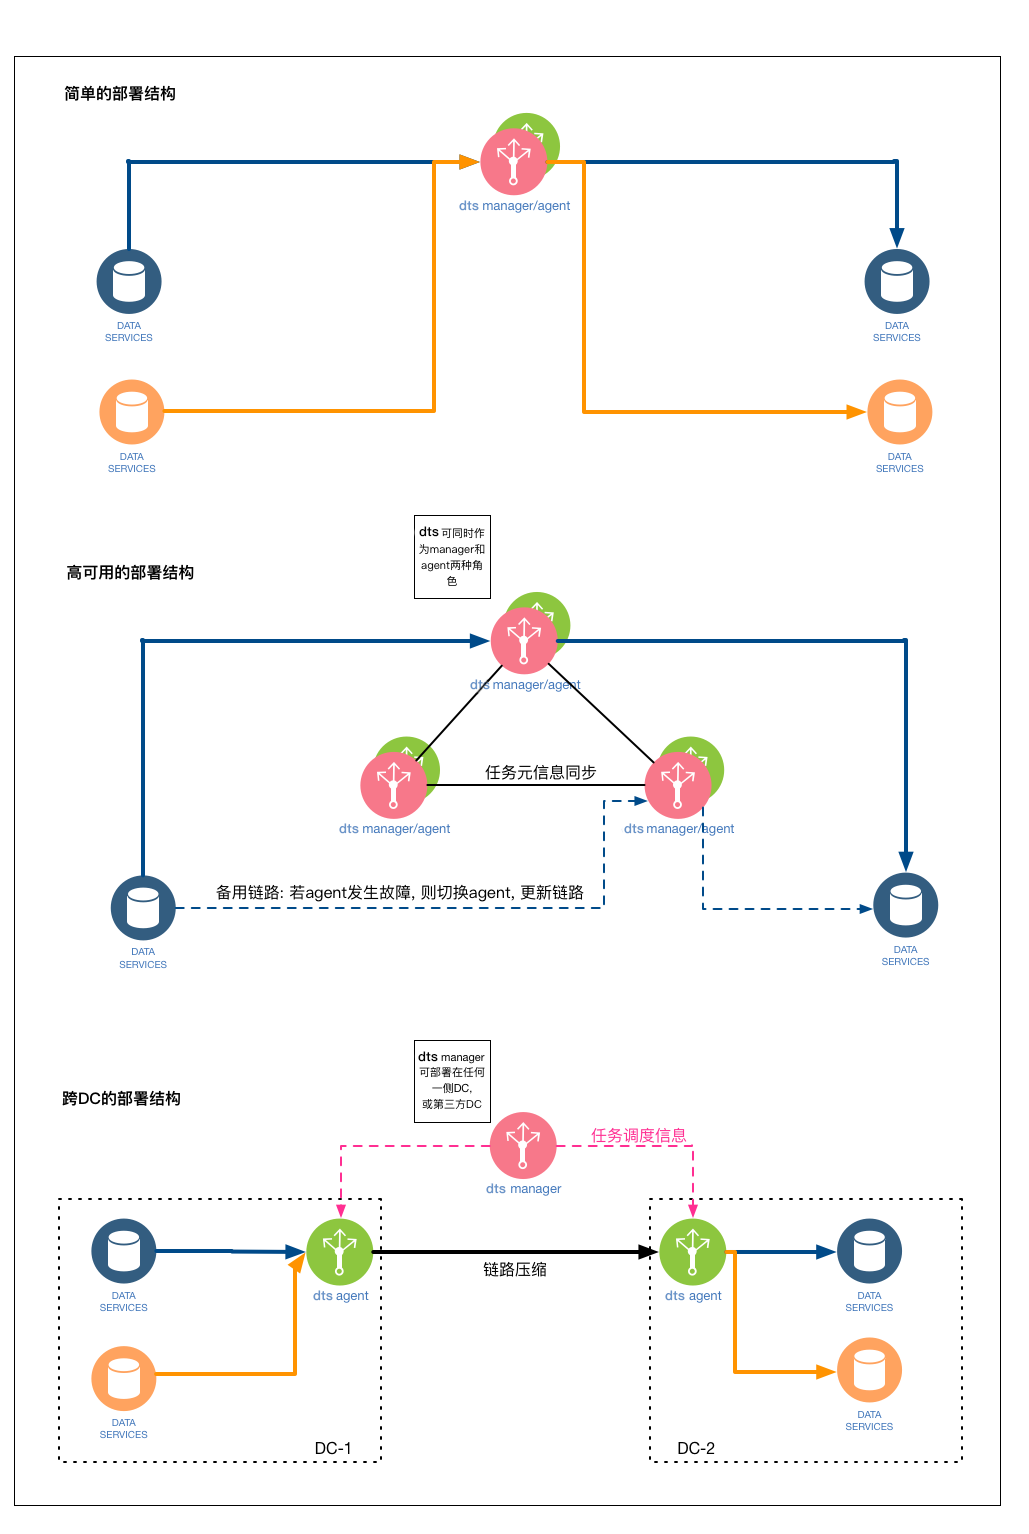 简单的部署结构
dts manager/agent
DATA
SERVICES
DATA
SERVICES
DATA
SERVICES
DATA
SERVICES
dts 可同时作
为manager和
agent两种角
色
高可用的部署结构
dts manager/agent
任务元信息同步
dts manager/agent
dts manager/agent
备用链路: 若agent发生故障, 则切换agent, 更新链路
DATA
SERVICES
DATA
SERVICES
dts manager
可部署在任何
一侧DC,
或第三方DC
跨DC的部署结构
任务调度信息
dts manager
DATA
SERVICES
dts agent
链路压缩
dts agent
DATA
SERVICES
DATA
SERVICES
DATA
SERVICES
DC-1
DC-2